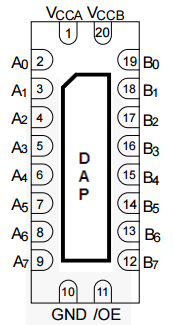 VCCA VCCB
1 20
A0 2 19 B0
A1 3 18 B1
A2 4 17 B2
A3 5 16 B3
A4 6 15 B4
A5 7 14 B5
A6 8 13 B6
A7 9 12 B7
D
A
P
10 11
GND /OE